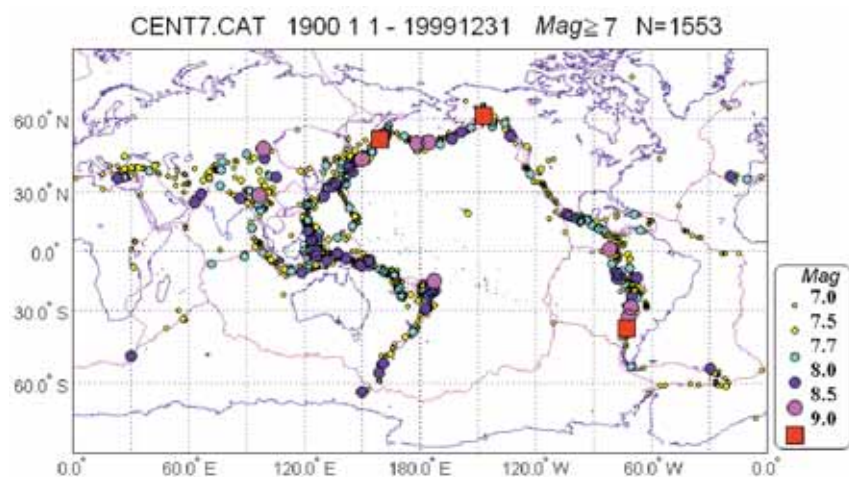 CENT7.CAT 1900 1 1 - 19991231 Mag≧7 N=1553
60.0° N
30.0° N
0.0°
30.0° S
60.0° S
0.0° 60.0° E 120.0° E 180.0° E 120.0° W 60.0° W 0.0°
Mag
7.0
7.5
7.7
8.0
8.5
9.0